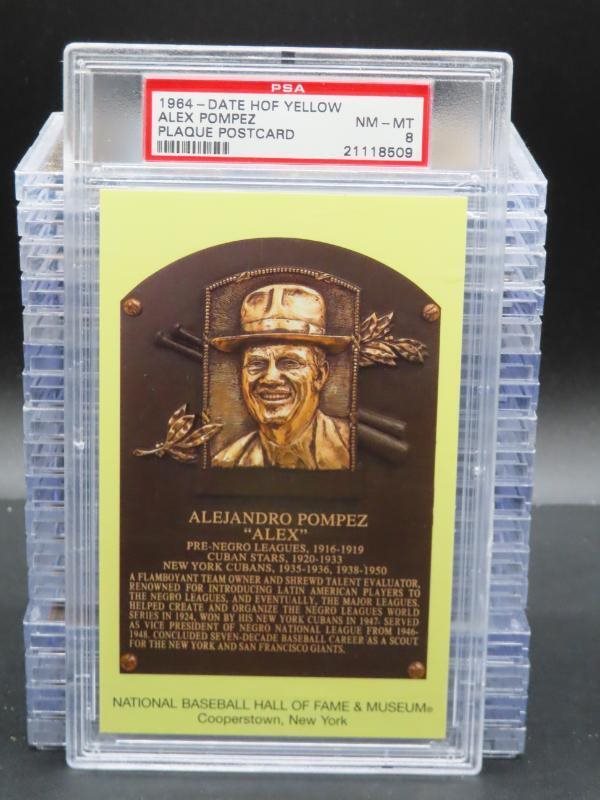 PSA
1964-DATE HOF YELLOW
ALEX POMPEZ
PLAQUE POSTCARD
NM-MT
8
21118509
ALEJANDRO POMPEZ
"ALEX"
PRE-NEGRO LEAGUES, 1916-1919
CUBAN STARS, 1920-1933
NEW YORK CUBANS, 1935-1936, 1938-1950
A FLAMBOYANT TEAM OWNER AND SHREWD TALENT EVALUATOR,
RENOWNED FOR INTRODUCING LATIN AMERICAN PLAYERS TO
THE NEGRO LEAGUES, AND EVENTUALLY, THE MAJOR LEAGUES.
HELPED CREATE AND ORGANIZE THE NEGRO LEAGUES WORLD
SERIES IN 1924, WON BY HIS NEW YORK CUBANS IN 1947. SERVED
AS VICE PRESIDENT OF NEGRO NATIONAL LEAGUE FROM 1946-
1948. CONCLUDED SEVEN-DECADE BASEBALL CAREER AS A SCOUT
FOR THE NEW YORK AND SAN FRANCISCO GIANTS.
NATIONAL BASEBALL HALL OF FAME & MUSEUM®
Cooperstown, New York